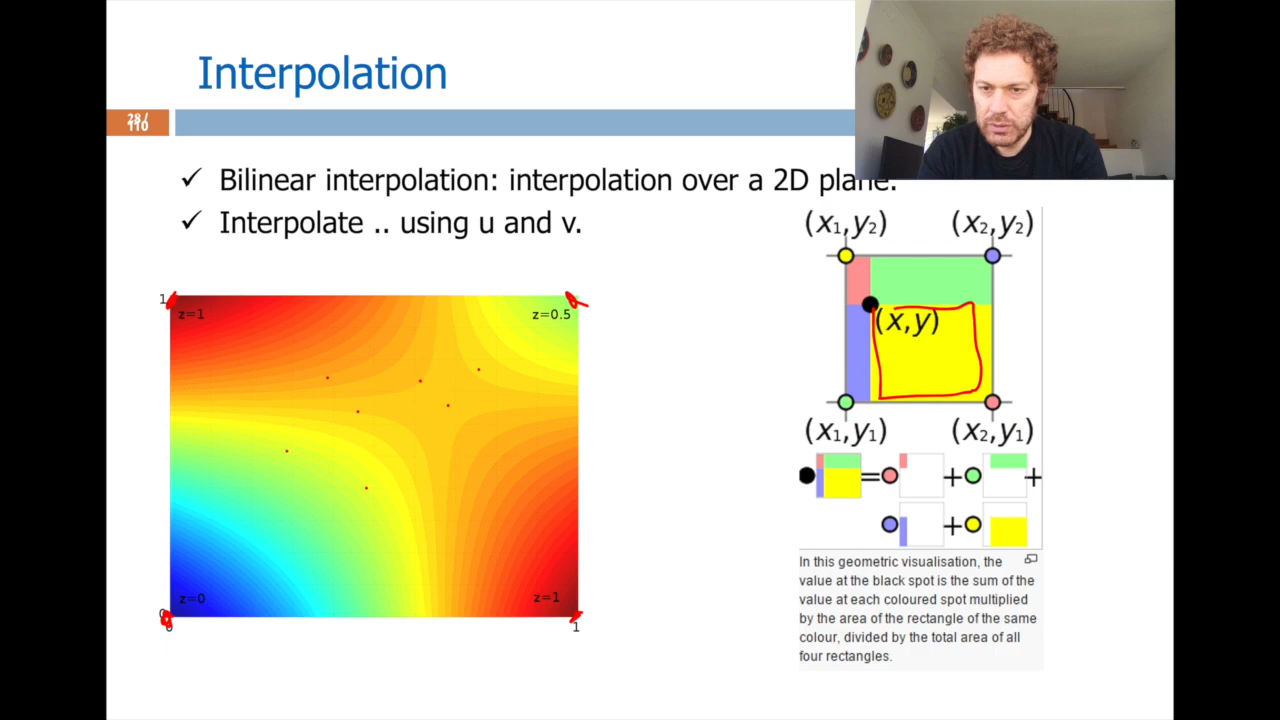 Interpolation
28 / 110
✓ Bilinear interpolation: interpolation over a 2D plane.
✓ Interpolate .. using u and v.
1
z=1
z=0.5
z=0
z=1
0
0
1
(x1,y2) (x2,y2)
(x,y)
(x1,y1) (x2,y1)
= + +
+
In this geometric visualisation, the
value at the black spot is the sum of the
value at each coloured spot multiplied
by the area of the rectangle of the same
colour, divided by the total area of all
four rectangles.